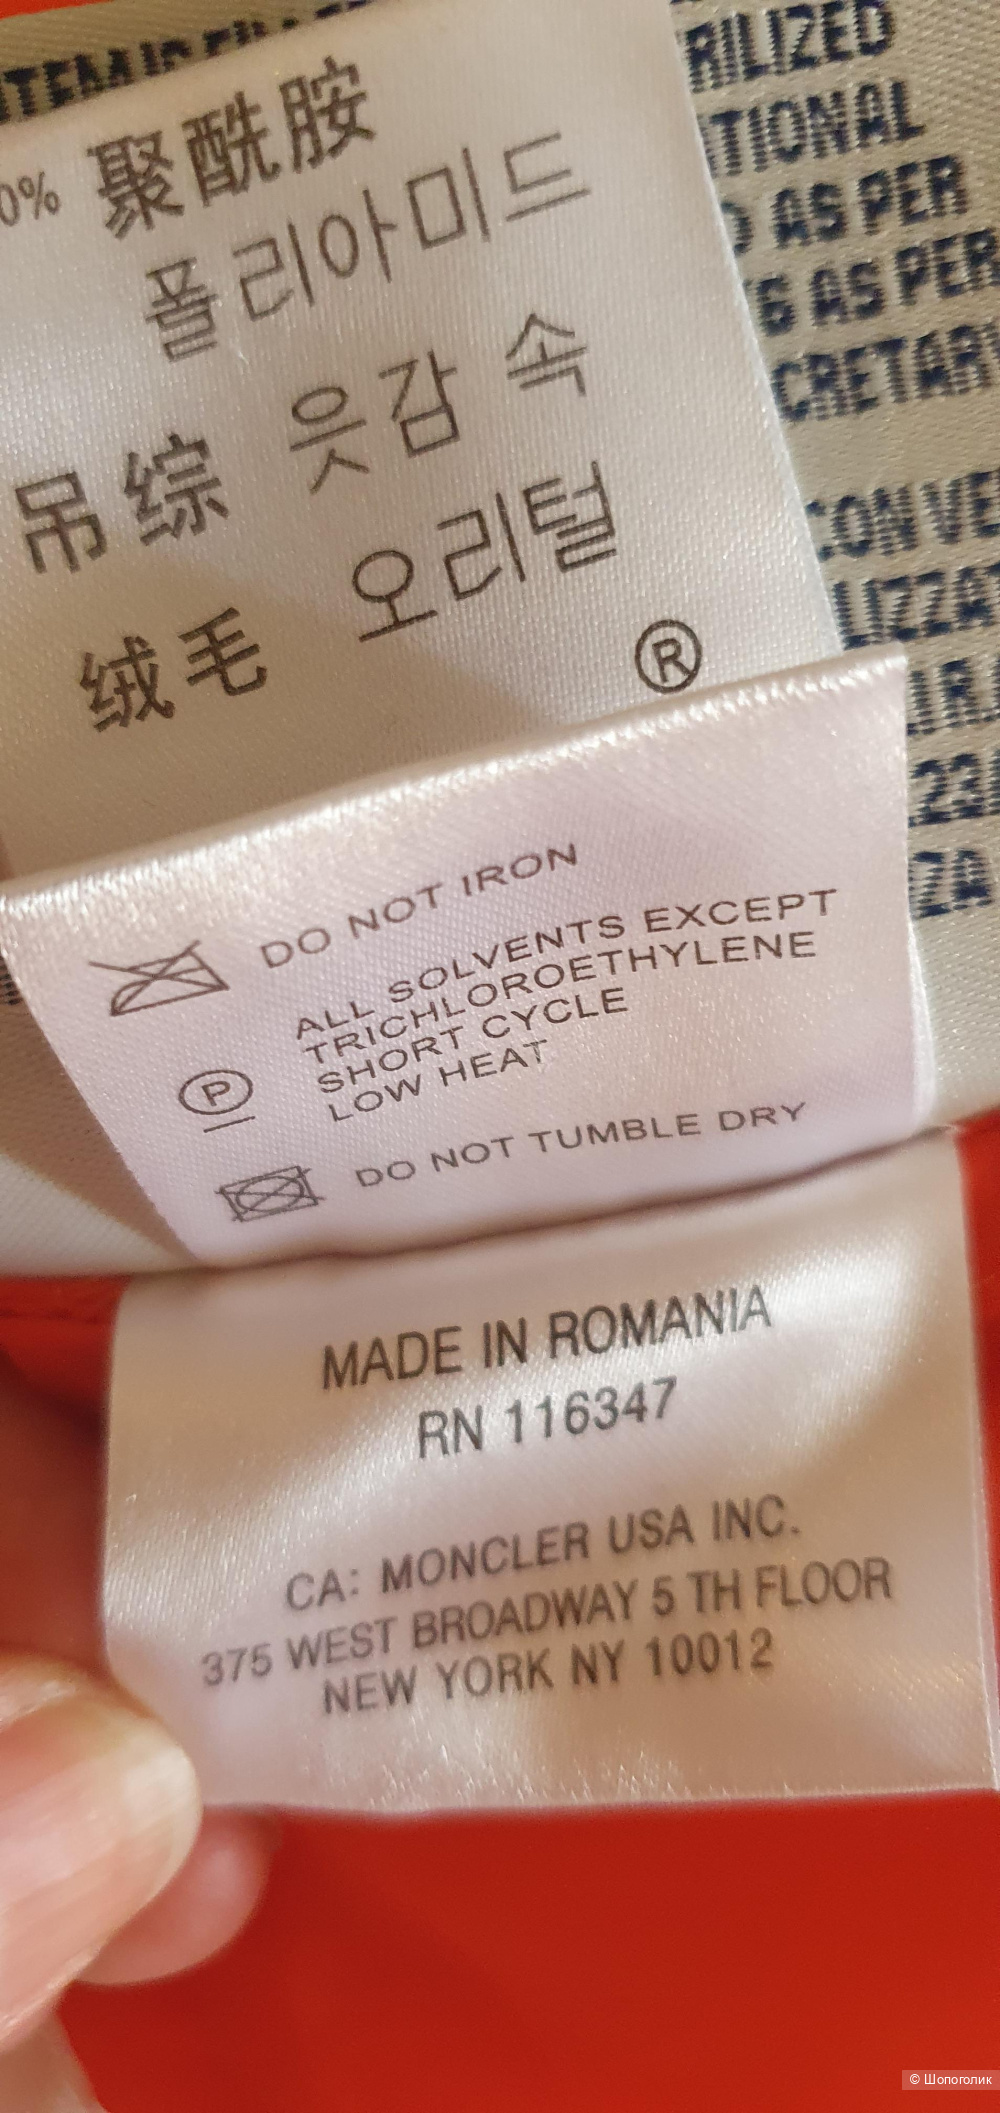 RILIZED
TIONAL
AS PER
6 AS PER
CRETARY
0% 聚酰胺
폴리아미드
吊综 읏감 속
绒毛 오리털
®
DO NOT IRON
ALL SOLVENTS EXCEPT
TRICHLOROETHYLENE
SHORT CYCLE
LOW HEAT
P
DO NOT TUMBLE DRY
MADE IN ROMANIA
RN 116347
CA: MONCLER USA INC.
375 WEST BROADWAY 5 TH FLOOR
NEW YORK NY 10012
© Шопоголик